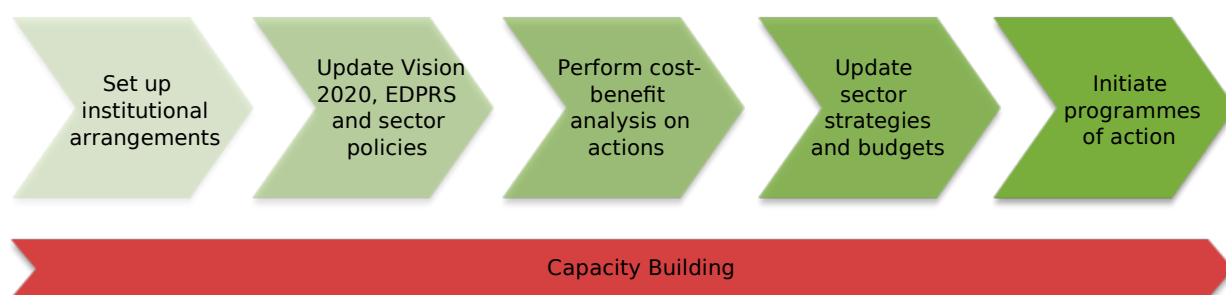 Set up
institutional
arrangements
Update Vision
2020, EDPRS
and sector
policies
Perform cost-
benefit
analysis on
actions
Update
sector
strategies
and budgets
Initiate
programmes
of action
Capacity Building